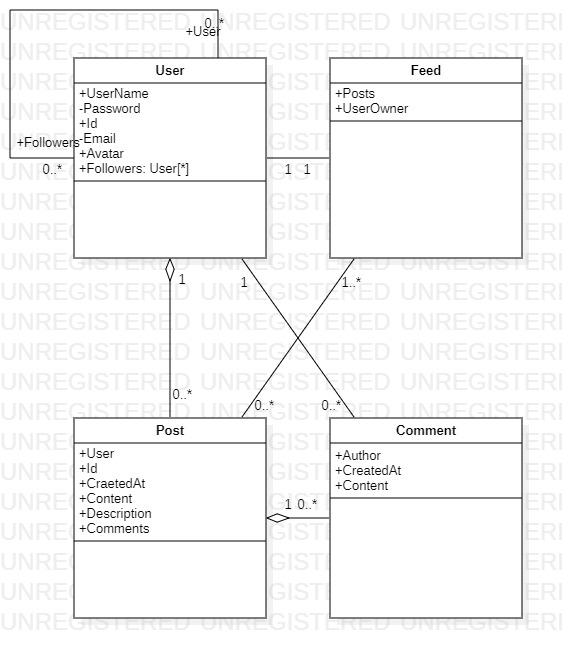 UNREGISTERED UNREGISTERED UNREGISTERI
0..*
+User
User
Feed
+UserName
-Password
+Id
-Email
+Avatar
+Followers: User[*]
+Posts
+UserOwner
+Followers
0..*
1 1
1
1
1..*
0..*
0..*
0..*
Post
Comment
+User
+Id
+CraetedAt
+Content
+Description
+Comments
+Author
+CreatedAt
+Content
1 0..*